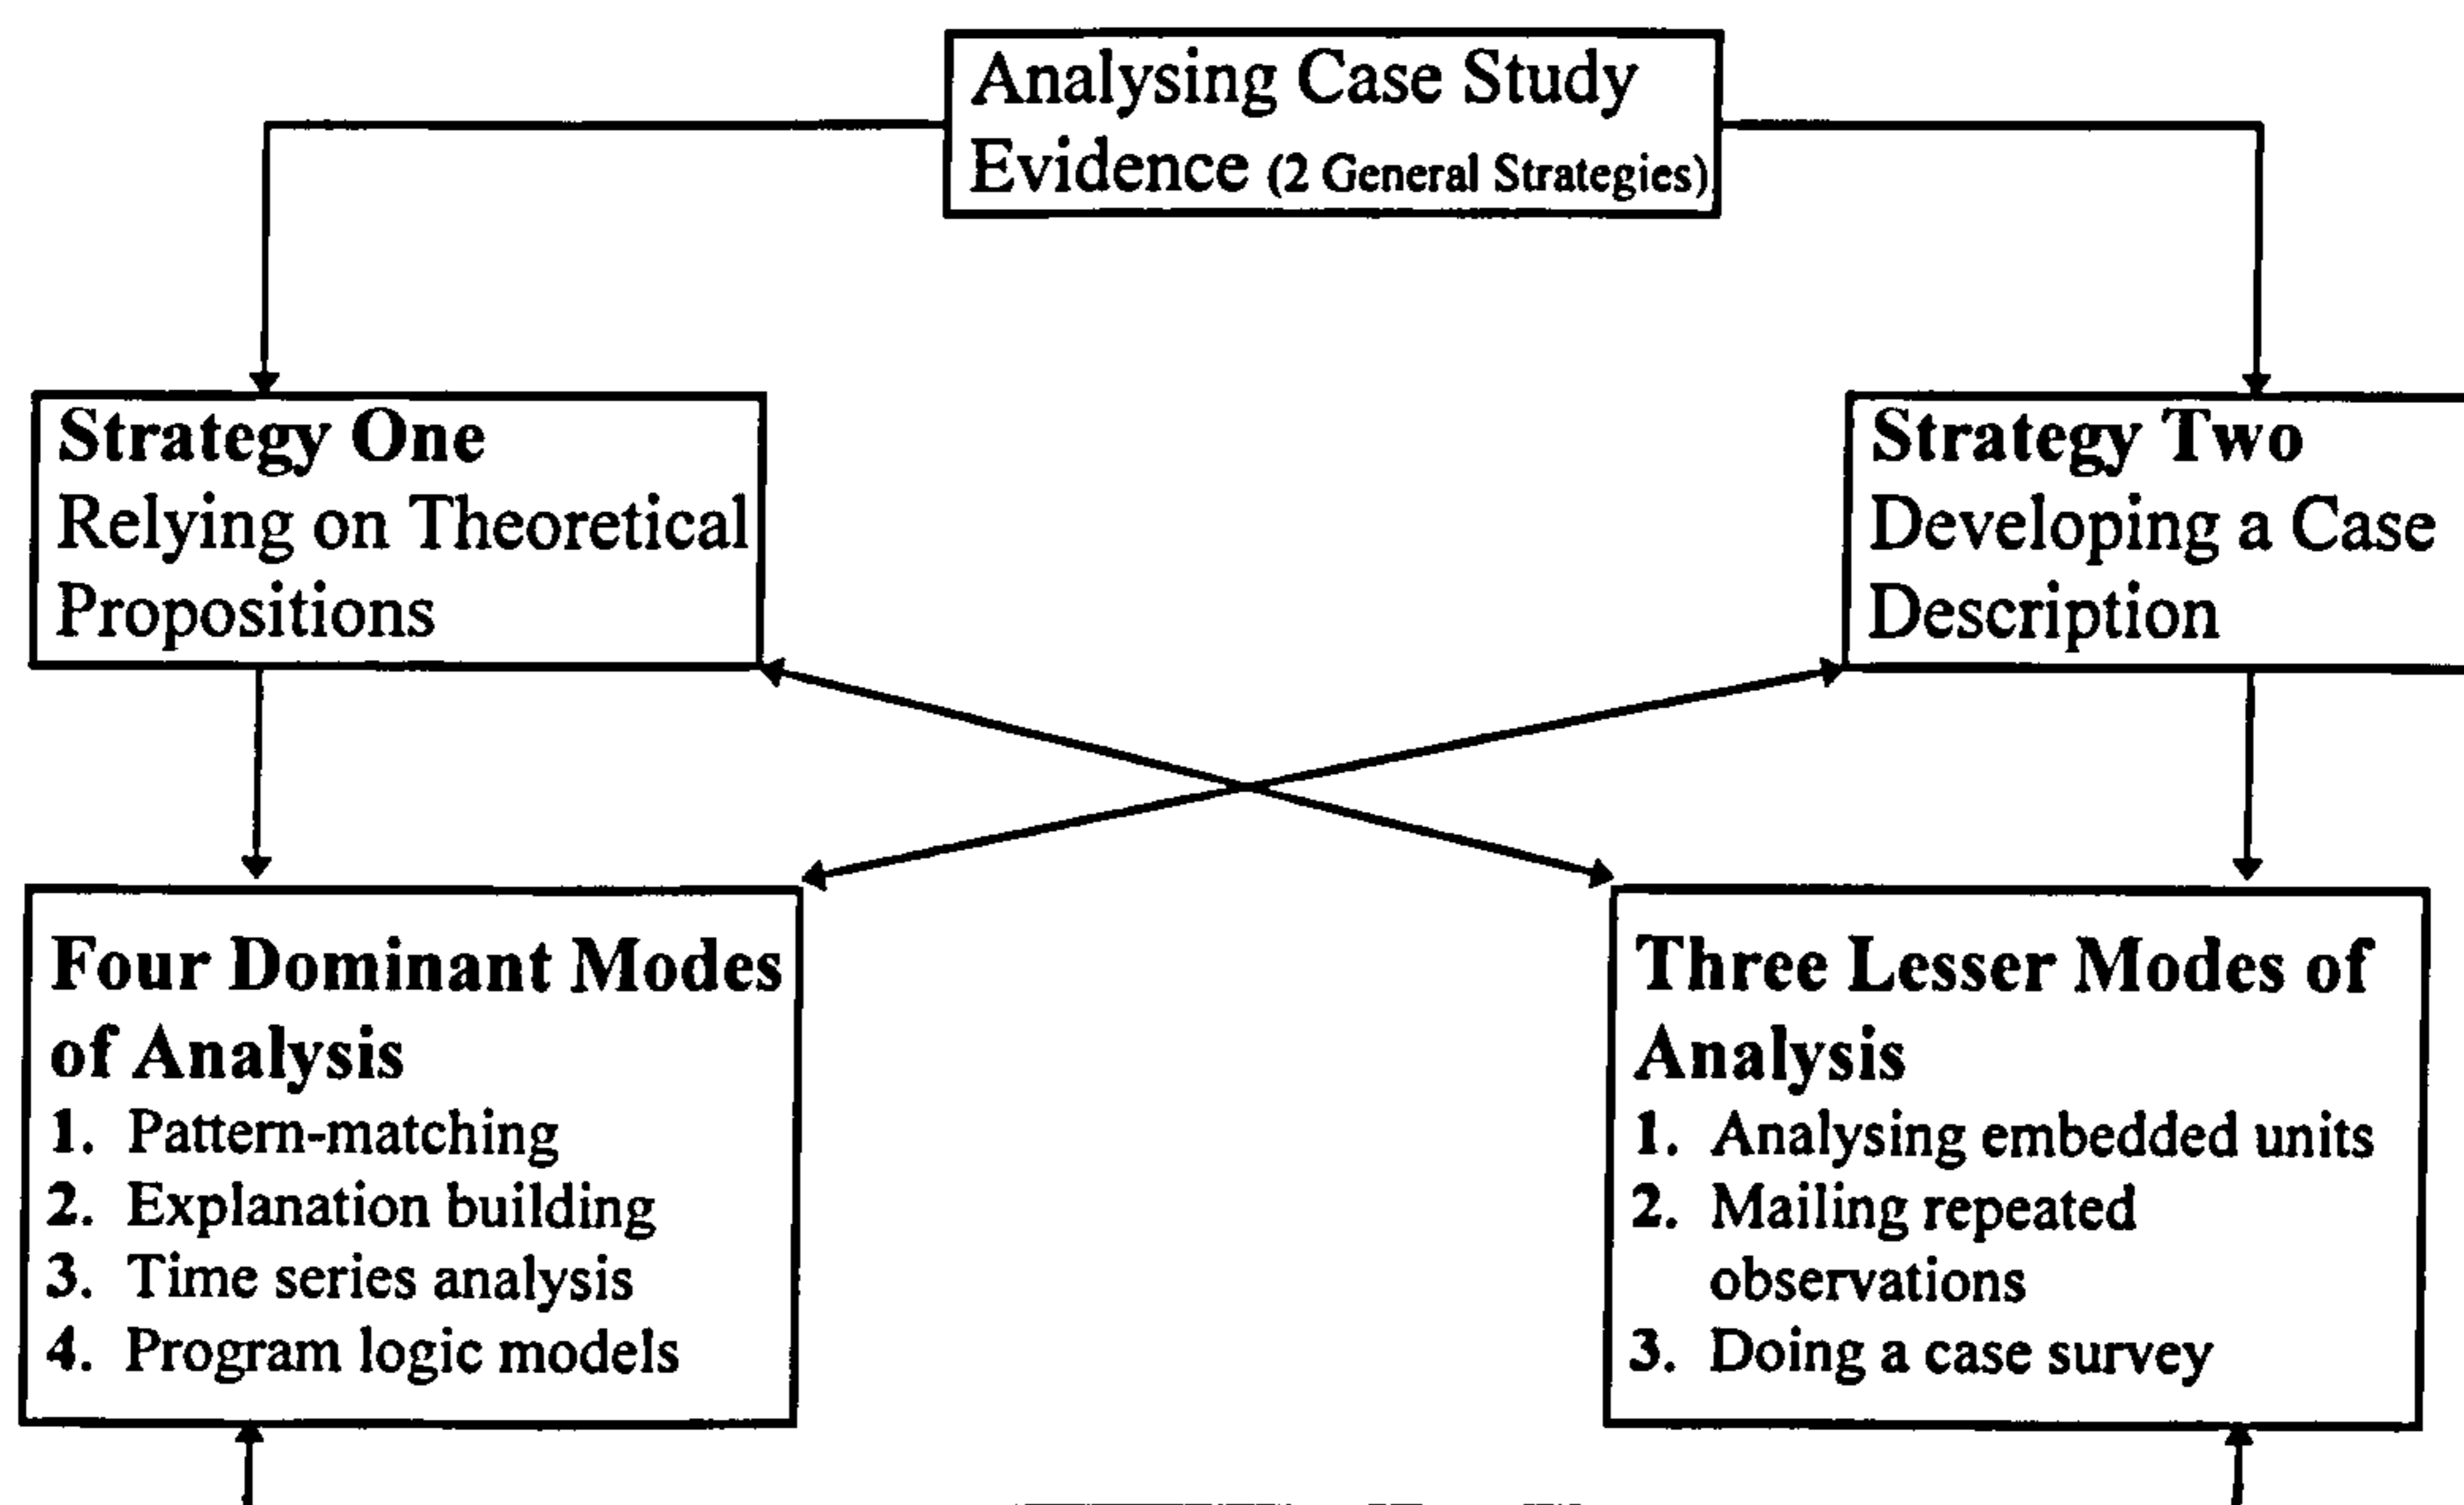 Analysing Case Study
Evidence (2 General Strategies)
Strategy One
Relying on Theoretical
Propositions
Strategy Two
Developing a Case
Description
Four Dominant Modes
of Analysis
1. Pattern-matching
2. Explanation building
3. Time series analysis
4. Program logic models
Three Lesser Modes of
Analysis
1. Analysing embedded units
2. Mailing repeated
observations
3. Doing a case survey